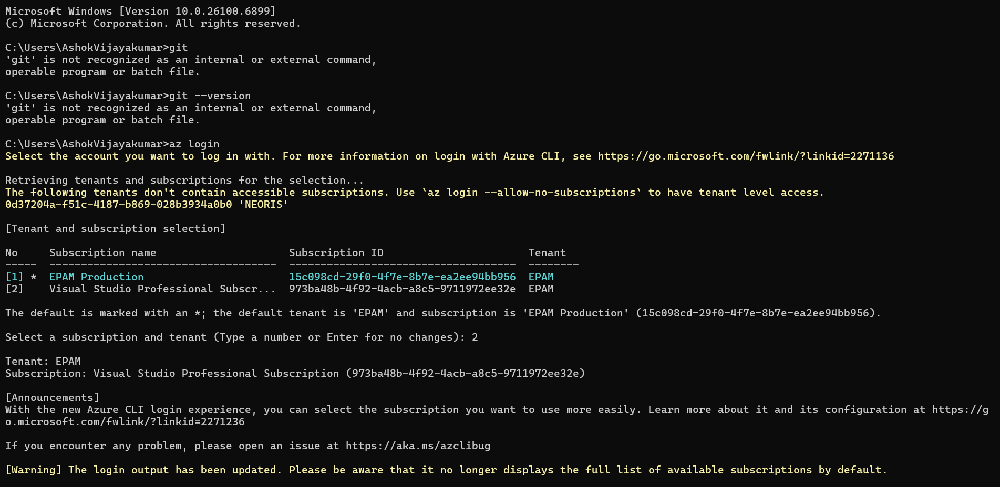 Microsoft Windows [Version 10.0.26100.6899]
(c) Microsoft Corporation. All rights reserved.
C:\Users\AshokVijayakumar>git
'git' is not recognized as an internal or external command,
operable program or batch file.
C:\Users\AshokVijayakumar>git --version
'git' is not recognized as an internal or external command,
operable program or batch file.
C:\Users\AshokVijayakumar>az login
Select the account you want to log in with. For more information on login with Azure CLI, see https://go.microsoft.com/fwlink/?linkid=2271136
Retrieving tenants and subscriptions for the selection...
The following tenants don't contain accessible subscriptions. Use `az login --allow-no-subscriptions` to have tenant level access.
0d37204a-f51c-4187-b869-028b3934a0b0 'NEORIS'
[Tenant and subscription selection]
No     Subscription name                     Subscription ID                       Tenant
-----  ------------------------------------  ------------------------------------  --------
[1] *  EPAM Production                       15c098cd-29f0-4f7e-8b7e-ea2ee94bb956  EPAM
[2]    Visual Studio Professional Subscr...  973ba48b-4f92-4acb-a8c5-9711972ee32e  EPAM
The default is marked with an *; the default tenant is 'EPAM' and subscription is 'EPAM Production' (15c098cd-29f0-4f7e-8b7e-ea2ee94bb956).
Select a subscription and tenant (Type a number or Enter for no changes): 2
Tenant: EPAM
Subscription: Visual Studio Professional Subscription (973ba48b-4f92-4acb-a8c5-9711972ee32e)
[Announcements]
With the new Azure CLI login experience, you can select the subscription you want to use more easily. Learn more about it and its configuration at https://g
o.microsoft.com/fwlink/?linkid=2271236
If you encounter any problem, please open an issue at https://aka.ms/azclibug
[Warning] The login output has been updated. Please be aware that it no longer displays the full list of available subscriptions by default.